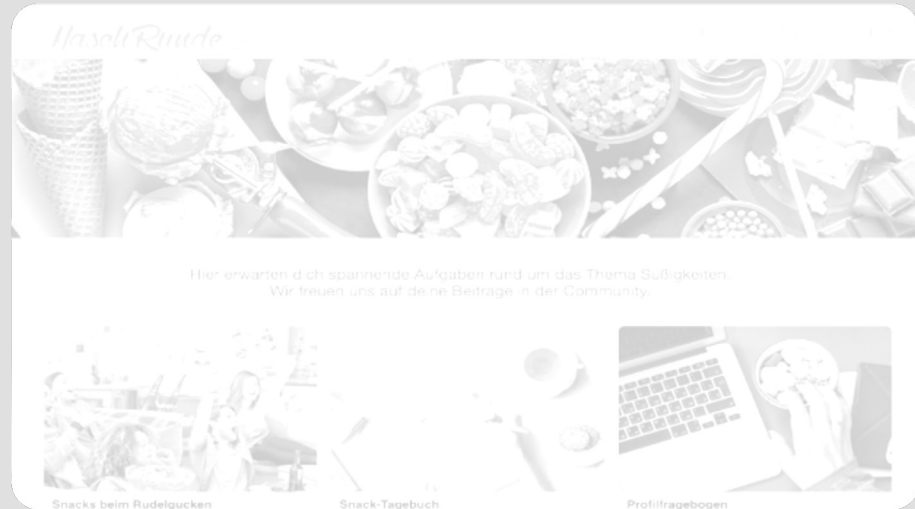 NaschRunde
Hier erwarten dich spannende Aufgaben rund um das Thema Süßigkeiten.
Wir freuen uns auf deine Beiträge in der Community.
Snacks beim Rudelgucken
Snack-Tagebuch
Profilfragebogen